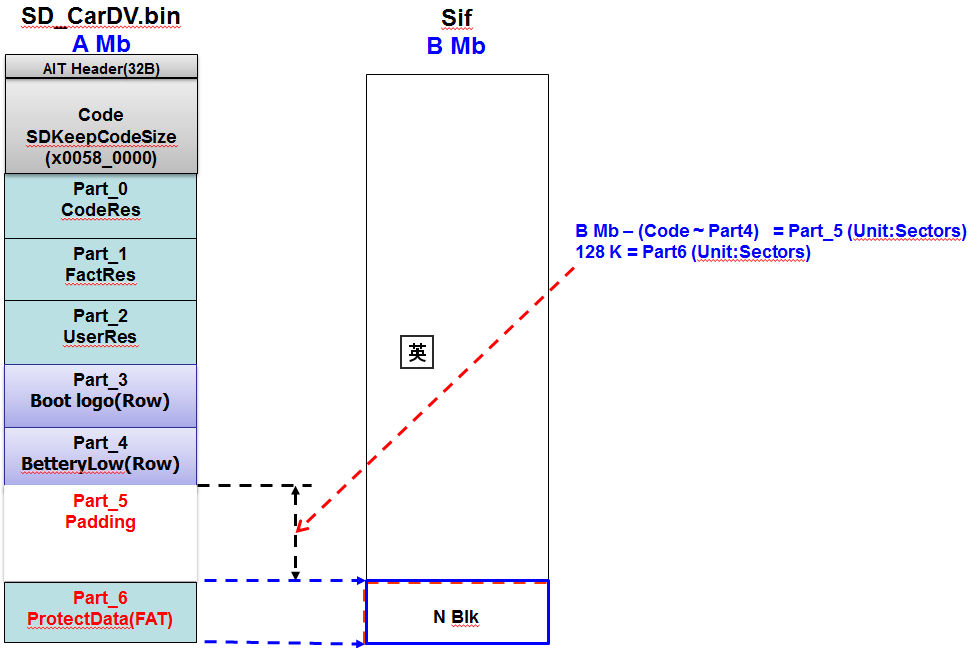 SD_CarDV.bin
A Mb
AIT Header(32B)
Code
SDKeepCodeSize
(x0058_0000)
Part_0
CodeRes
Part_1
FactRes
Part_2
UserRes
Part_3
Boot logo(Row)
Part_4
BetteryLow(Row)
Part_5
Padding
Part_6
ProtectData(FAT)
Sif
B Mb
英
N Blk
B Mb – (Code ~ Part4) = Part_5 (Unit:Sectors)
128 K = Part6 (Unit:Sectors)